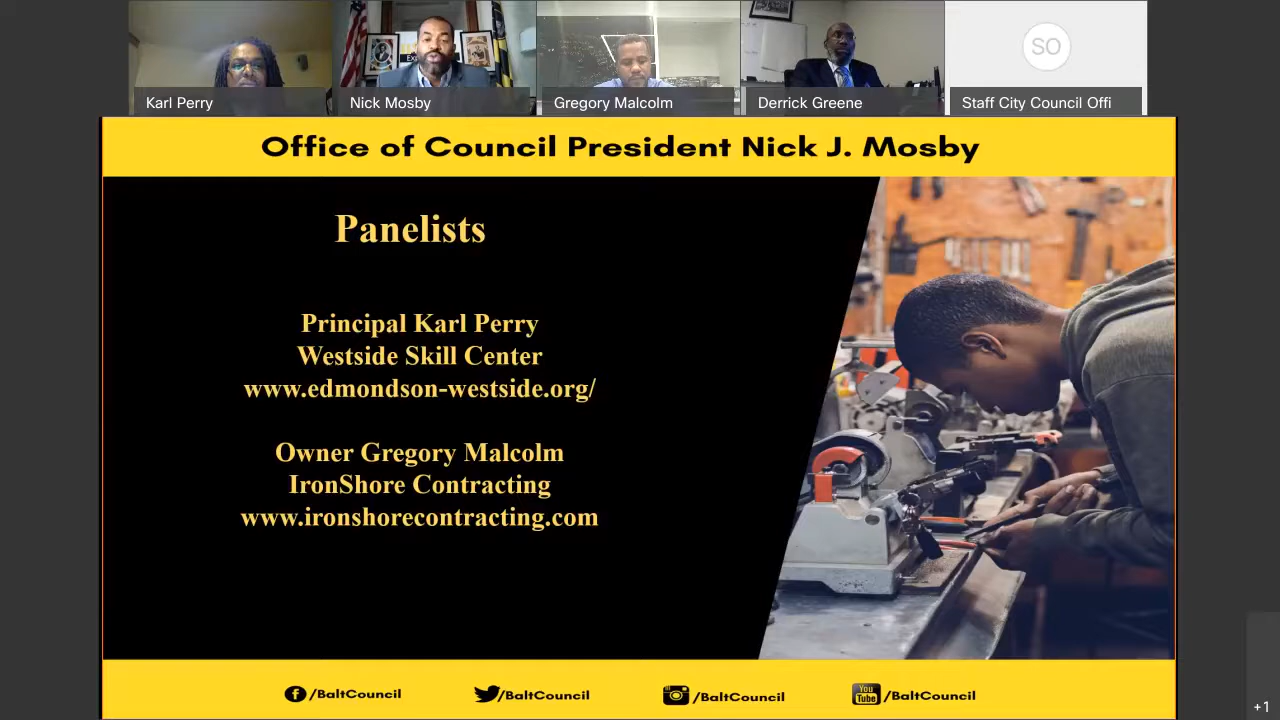 SO
Karl Perry
Nick Mosby
Gregory Malcolm
Derrick Greene
Staff City Council Offi
Office of Council President Nick J. Mosby
Panelists
Principal Karl Perry
Westside Skill Center
www.edmondson-westside.org/
Owner Gregory Malcolm
IronShore Contracting
www.ironshorecontracting.com
/BaltCouncil
/BaltCouncil
/BaltCouncil
You Tube /BaltCouncil
+1